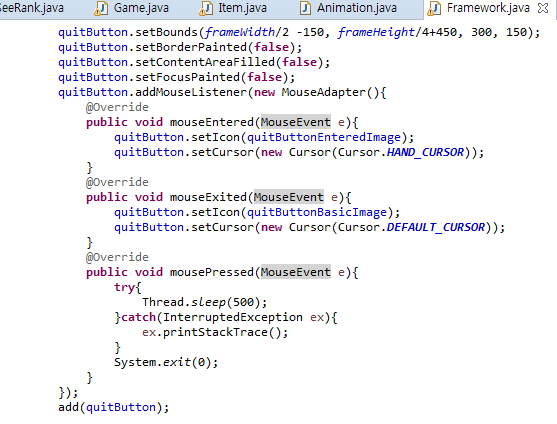 SeeRank.java Game.java Item.java Animation.java Framework.java
quitButton.setBounds(frameWidth/2 -150, frameHeight/4+450, 300, 150);
quitButton.setBorderPainted(false);
quitButton.setContentAreaFilled(false);
quitButton.setFocusPainted(false);
quitButton.addMouseListener(new MouseAdapter(){
@Override
public void mouseEntered(MouseEvent e){
quitButton.setIcon(quitButtonEnteredImage);
quitButton.setCursor(new Cursor(Cursor.HAND_CURSOR));
}
@Override
public void mouseExited(MouseEvent e){
quitButton.setIcon(quitButtonBasicImage);
quitButton.setCursor(new Cursor(Cursor.DEFAULT_CURSOR));
}
@Override
public void mousePressed(MouseEvent e){
try{
Thread.sleep(500);
}catch(InterruptedException ex){
ex.printStackTrace();
}
System.exit(0);
}
});
add(quitButton);